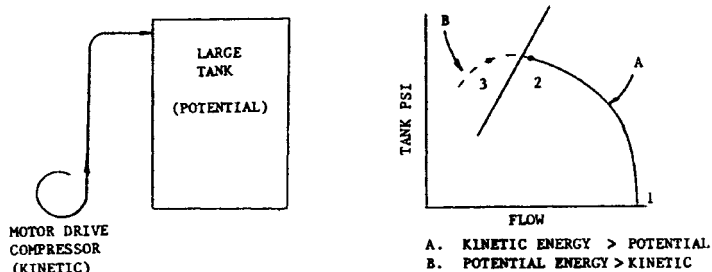 LARGE
TANK
(POTENTIAL)
MOTOR DRIVE
COMPRESSOR
(KINETIC)
B
A
3
2
1
TANK PSI
FLOW
A. KINETIC ENERGY > POTENTIAL
B. POTENTIAL ENERGY > KINETIC